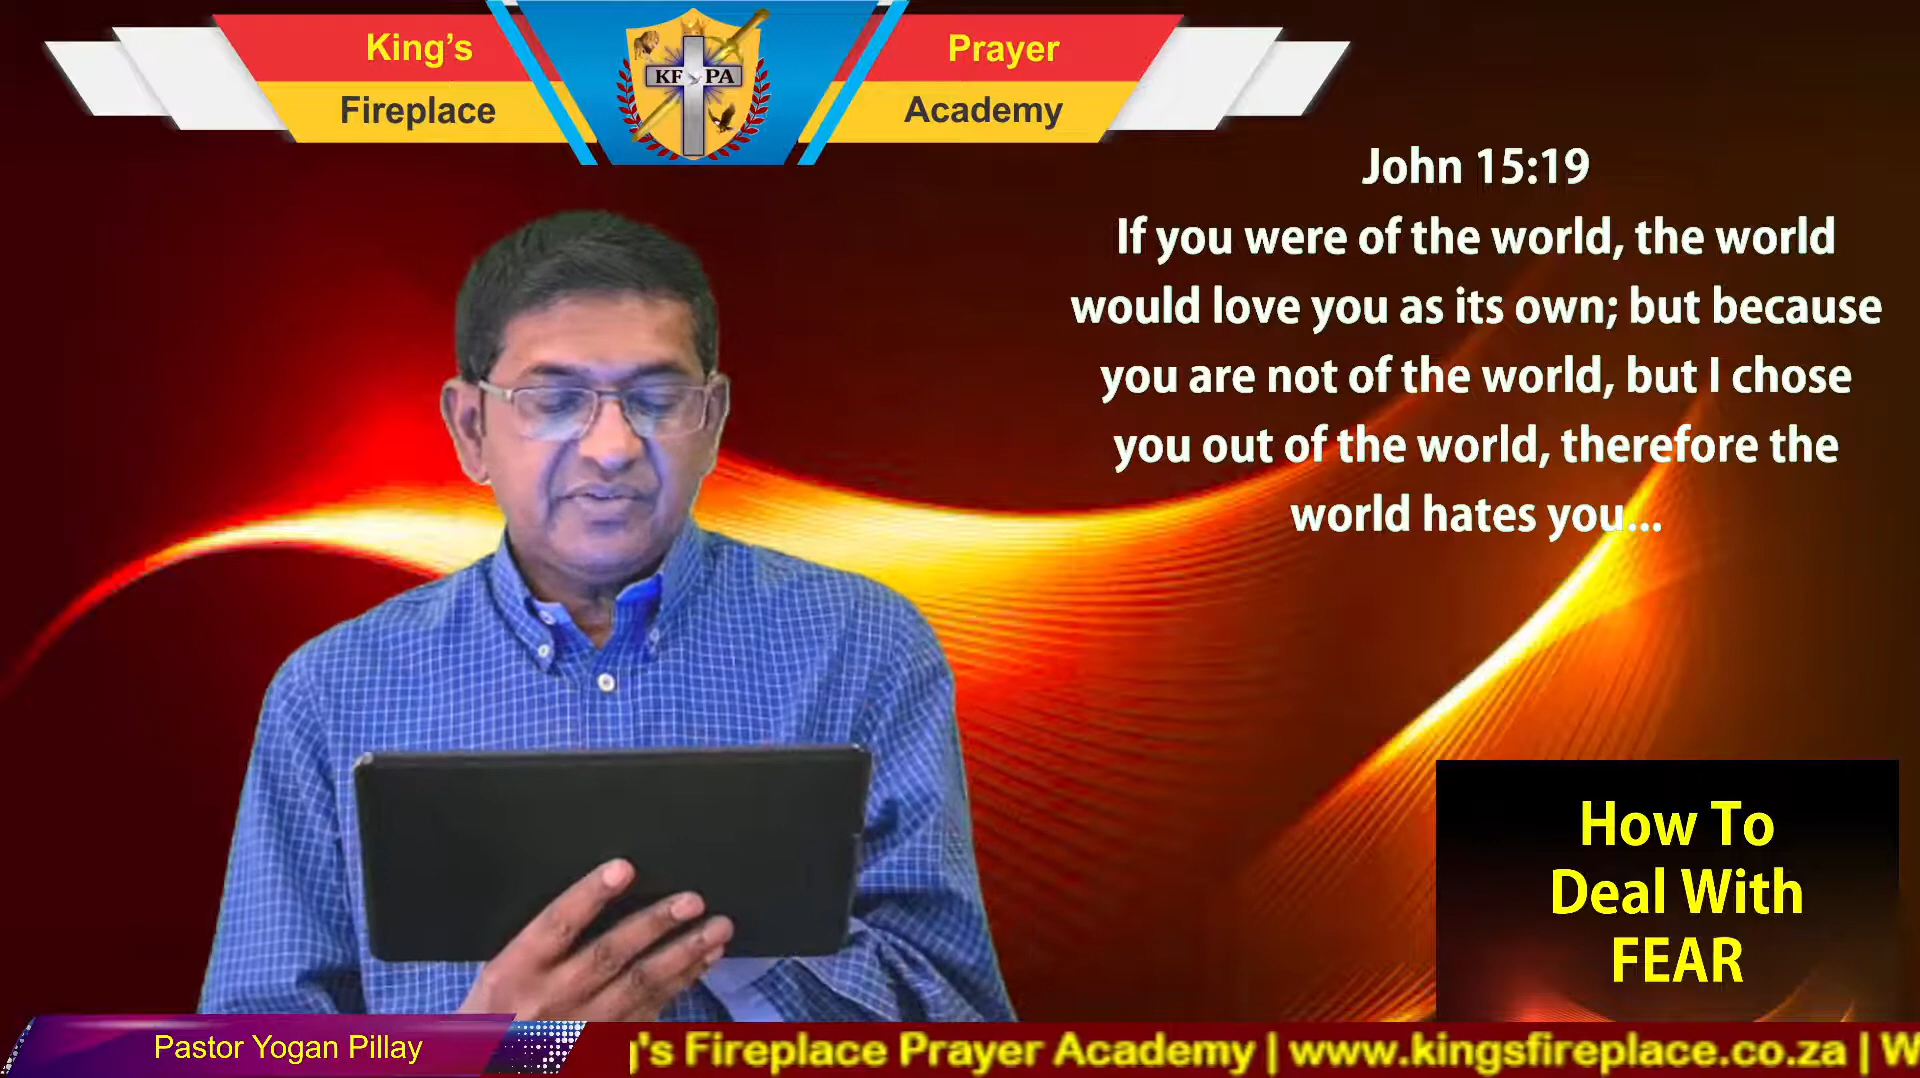 King's
Fireplace
KF PA
Prayer
Academy
John 15:19
If you were of the world, the world
would love you as its own; but because
you are not of the world, but I chose
you out of the world, therefore the
world hates you...
How To
Deal With
FEAR
Pastor Yogan Pillay
's Fireplace Prayer Academy | www.kingsfireplace.co.za | W